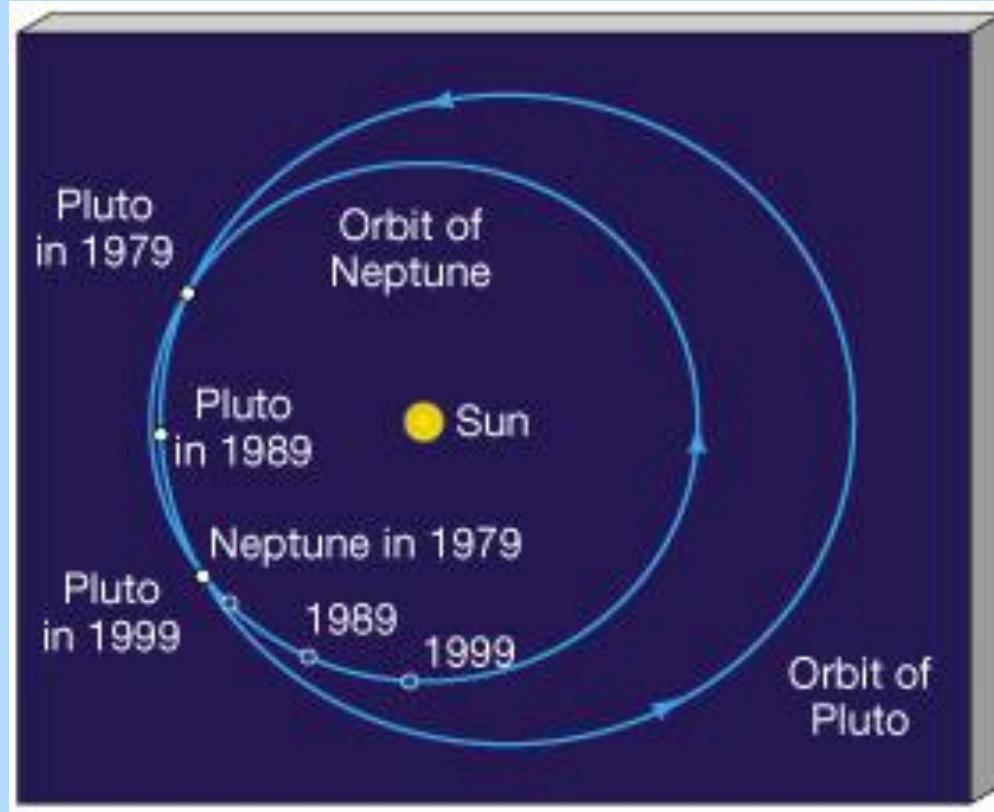 Pluto
in 1979
Orbit of
Neptune
Pluto
in 1989
Sun
Neptune in 1979
Pluto
in 1999
1989
1999
Orbit of
Pluto